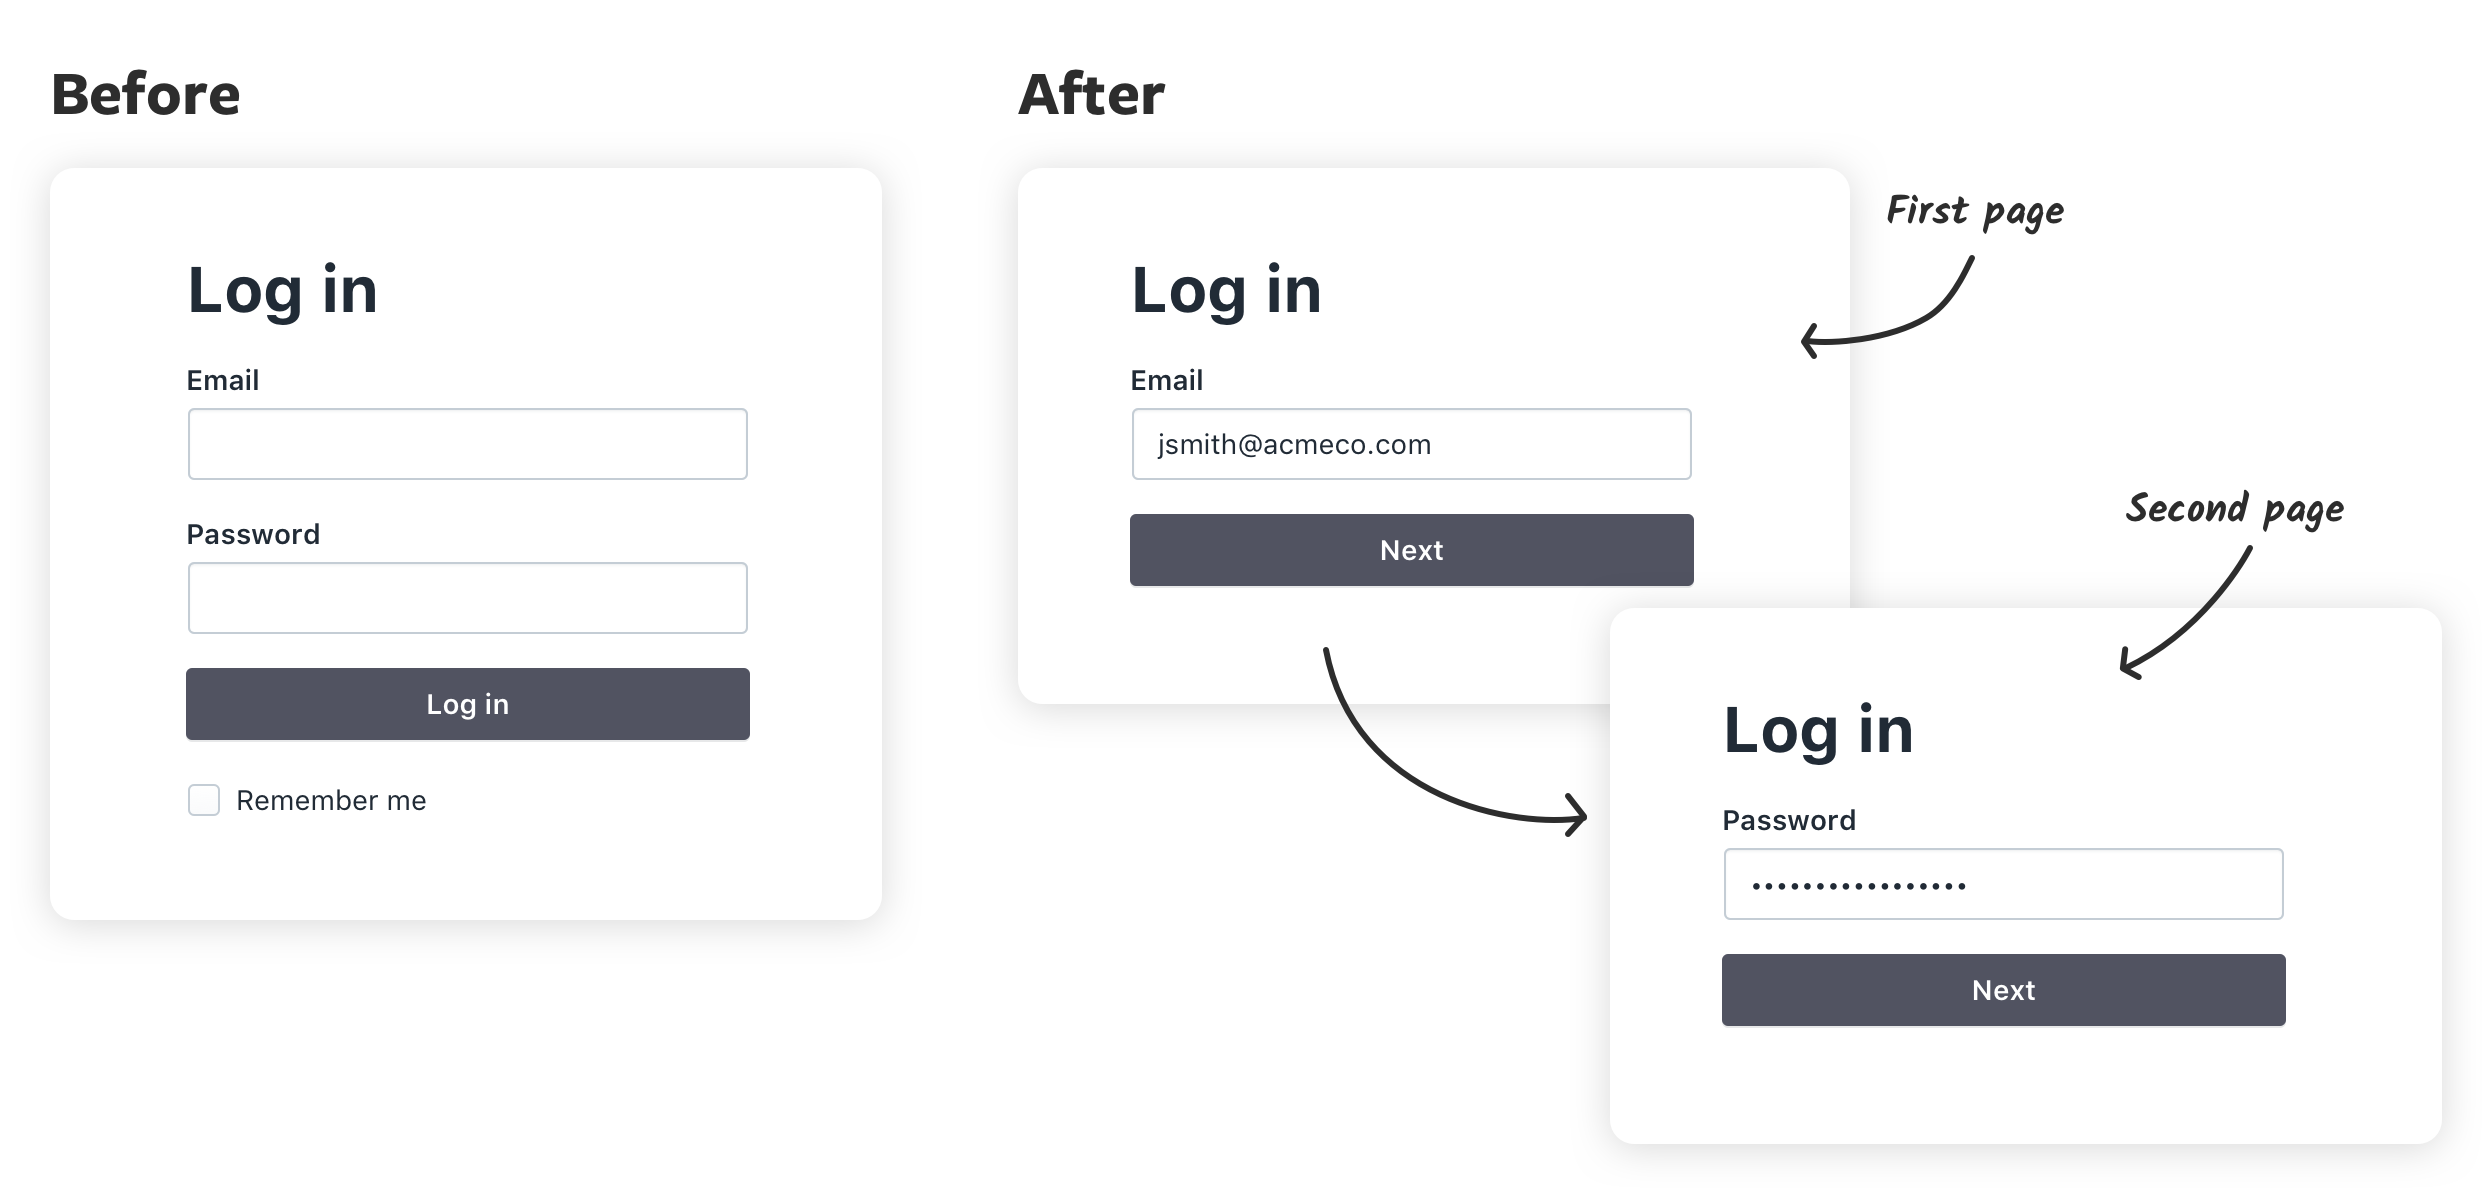 Before
Log in
Email
Password
Log in
Remember me
After
First page
Log in
Email
jsmith@acmeco.com
Next
Second page
Log in
Password
•••••••••••••••••
Next